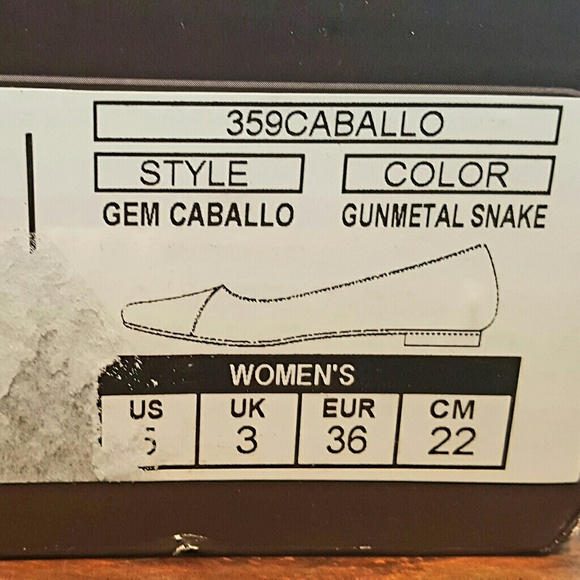 359CABALLO
STYLE COLOR
GEM CABALLO GUNMETAL SNAKE
WOMEN'S
US UK EUR CM
3 36 22